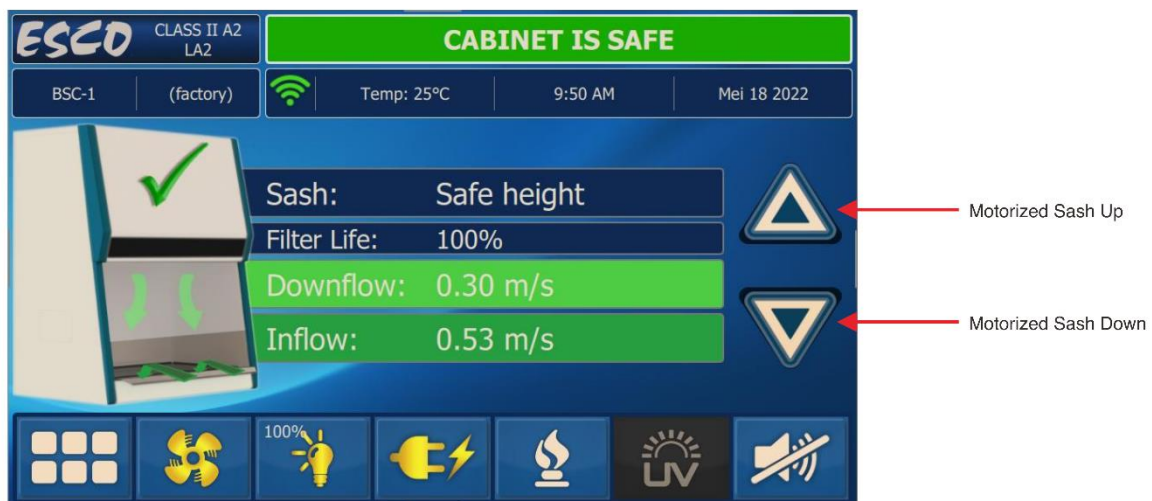 ESCO
CLASS II A2
LA2
CABINET IS SAFE
BSC-1
(factory)
Temp: 25°C
9:50 AM
Mei 18 2022
Sash: Safe height
Filter Life: 100%
Downflow: 0.30 m/s
Inflow: 0.53 m/s
Motorized Sash Up
Motorized Sash Down
100%
UV